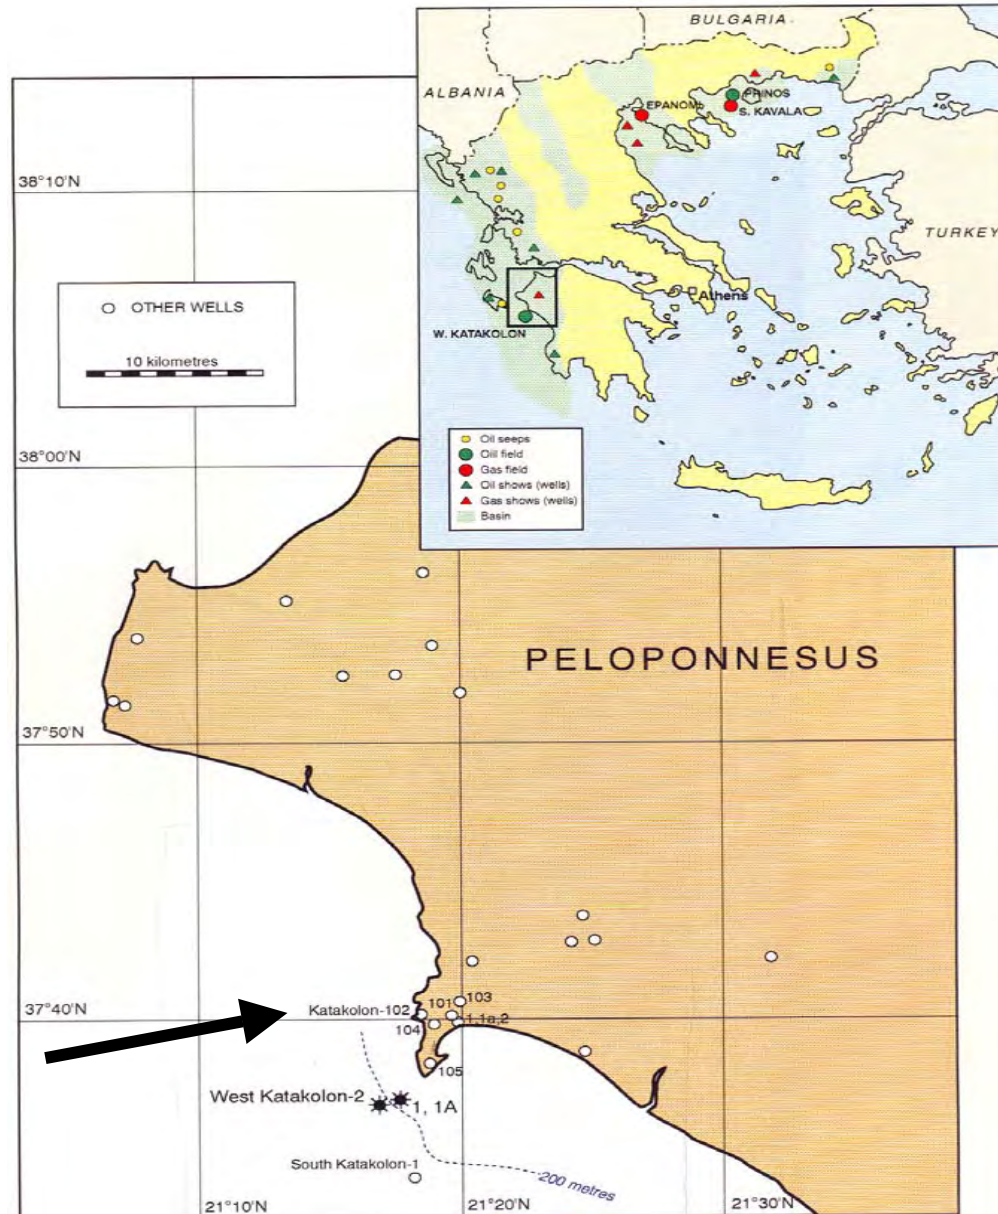 BULGARIA
ALBANIA
PRINOS
EPANOMI
S. KAVALA
38°10'N
TURKEY
OTHER WELLS
Athens
10 kilometres
W. KATAKOLON
Oil seeps
Oill field
Gas field
Oil shows (wells)
Gas shows (wells)
Basin
38°00'N
PELOPONNESUS
37°50'N
37°40'N
Katakolon-102
101
103
104
1,1a,2
105
West Katakolon-2
1, 1A
South Katakolon-1
200 metres
21°10'N
21°20'N
21°30'N